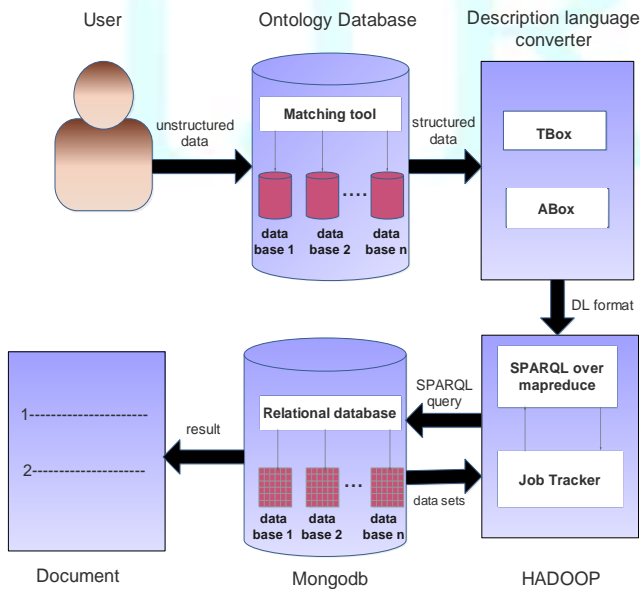 User
Ontology Database
Description language
converter
unstructured
data
Matching tool
structured
data
TBox
ABox
data
base 1
data
base 2
data
base n
DL format
SPARQL over
mapreduce
Job Tracker
SPARQL
query
data sets
Relational database
data
base 1
data
base 2
data
base n
result
1----------------------
2---------------------
Document
Mongodb
HADOOP